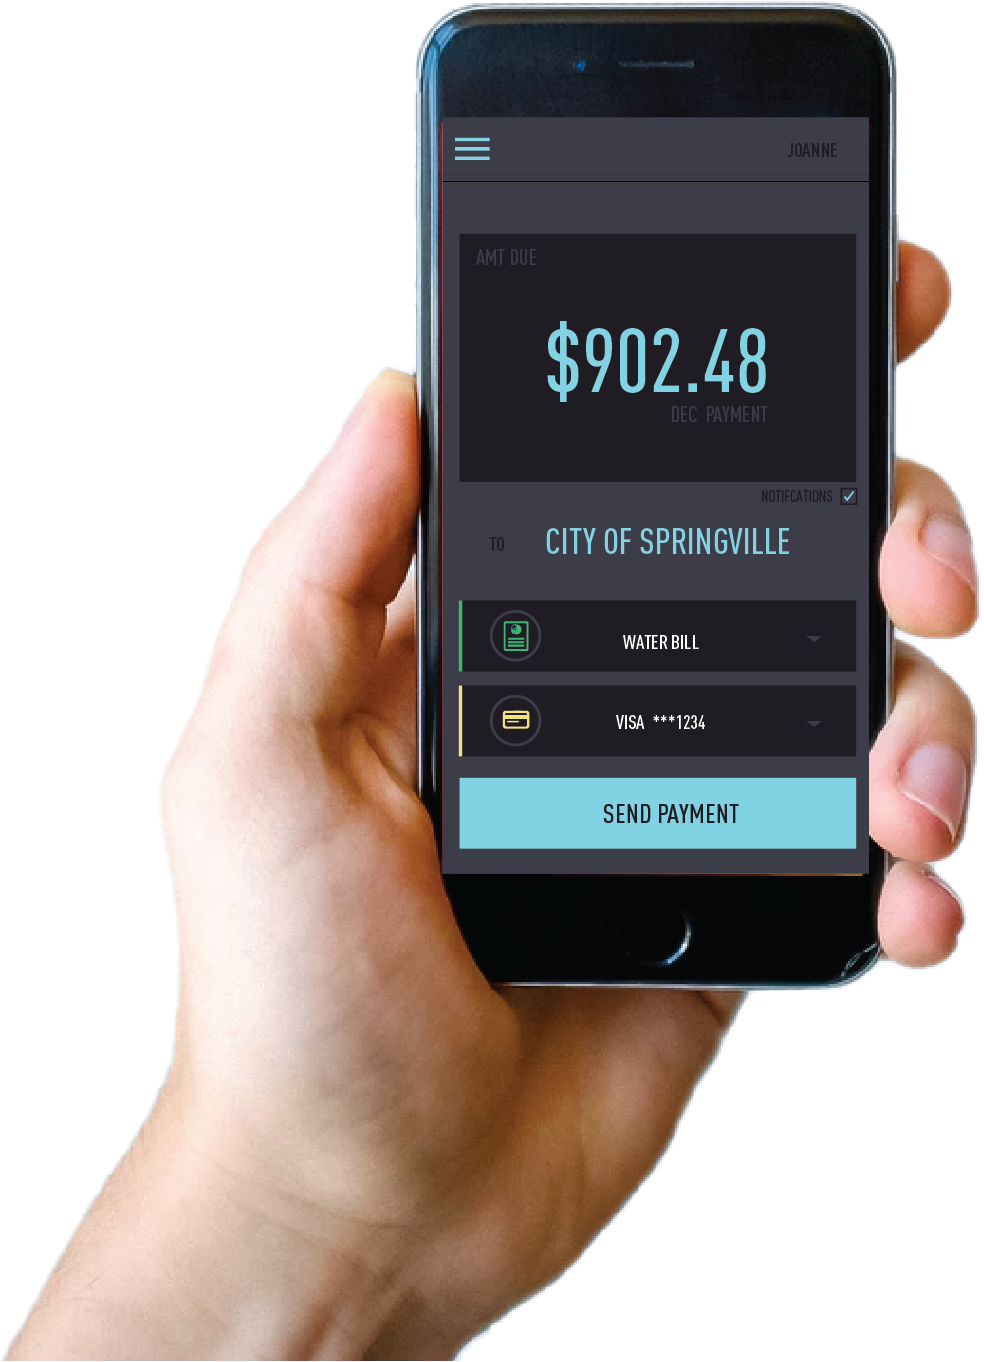 JOANNE
AMT DUE
$902.48
DEC PAYMENT
NOTIFCATIONS
TO CITY OF SPRINGVILLE
WATER BILL
VISA ***1234
SEND PAYMENT